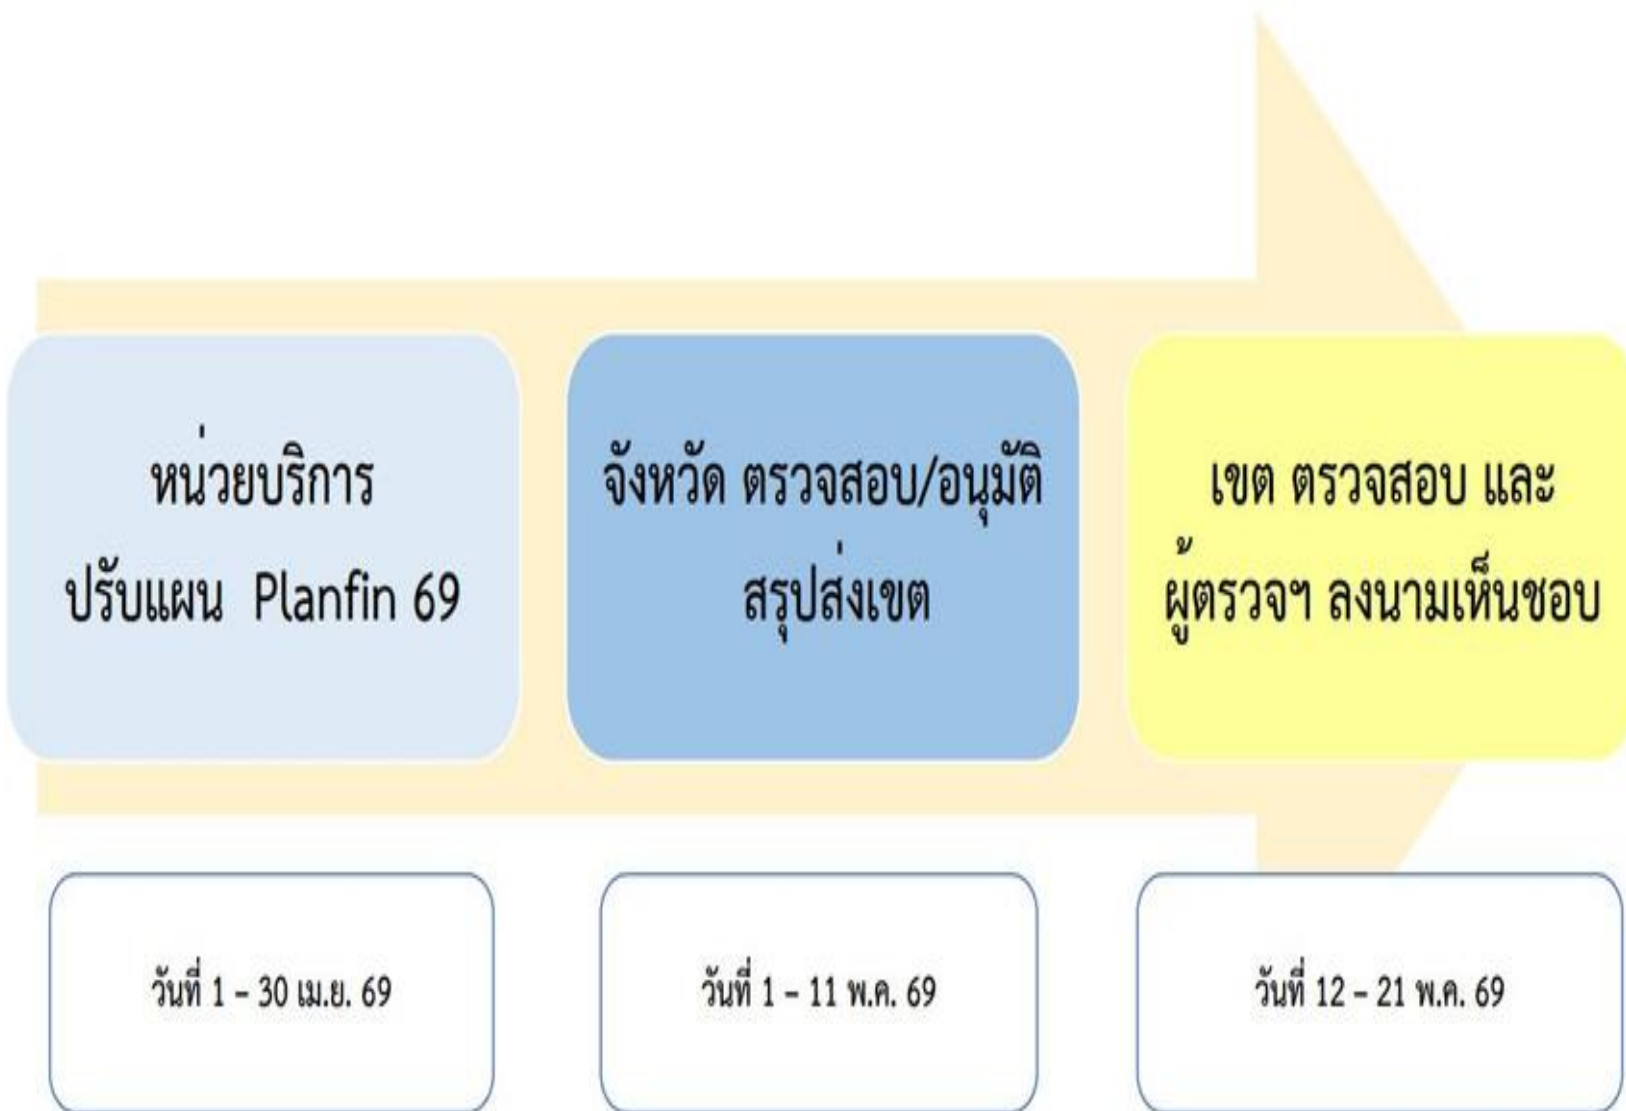 หน่วยบริการ
ปรับแผน Planfin 69
จังหวัด ตรวจสอบ/อนุมัติ
สรุปส่งเขต
เขต ตรวจสอบ และ
ผู้ตรวจฯ ลงนามเห็นชอบ
วันที่ 1 – 30 เม.ย. 69
วันที่ 1 – 11 พ.ค. 69
วันที่ 12 – 21 พ.ค. 69